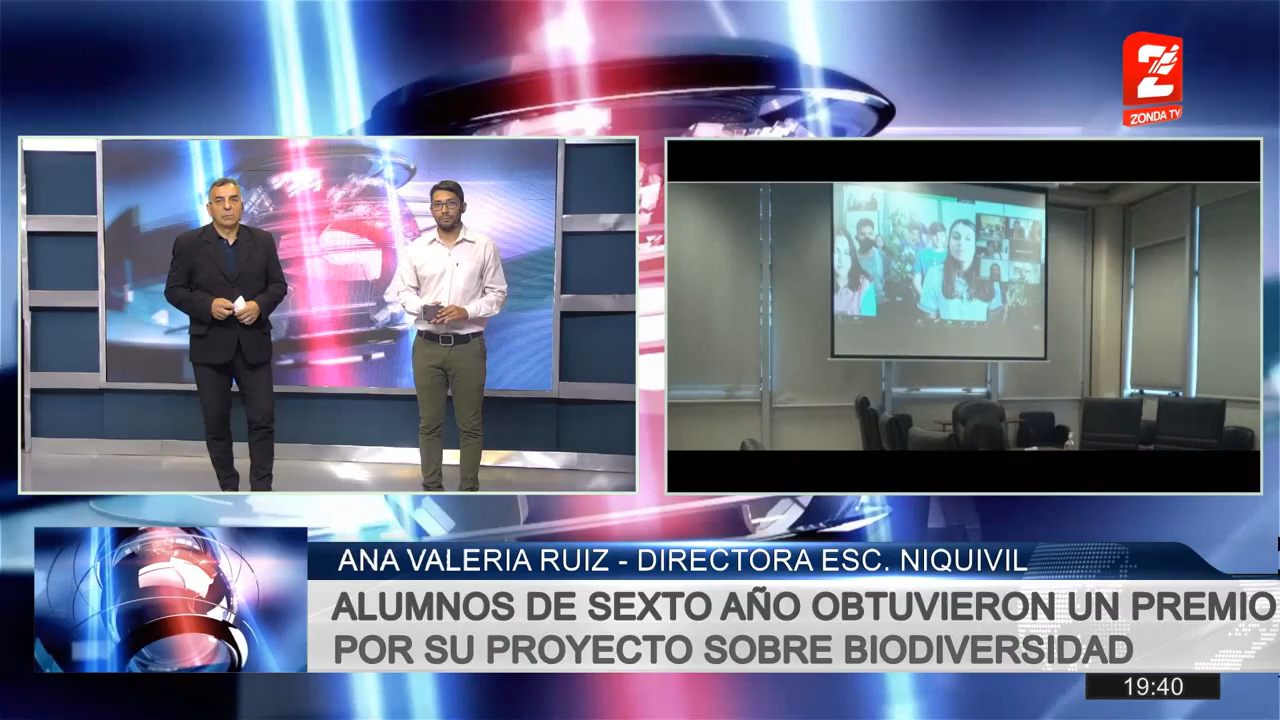 Z
ZONDA TV
ANA VALERIA RUIZ - DIRECTORA ESC. NIQUIVIL
ALUMNOS DE SEXTO AÑO OBTUVIERON UN PREMIO
POR SU PROYECTO SOBRE BIODIVERSIDAD
19:40